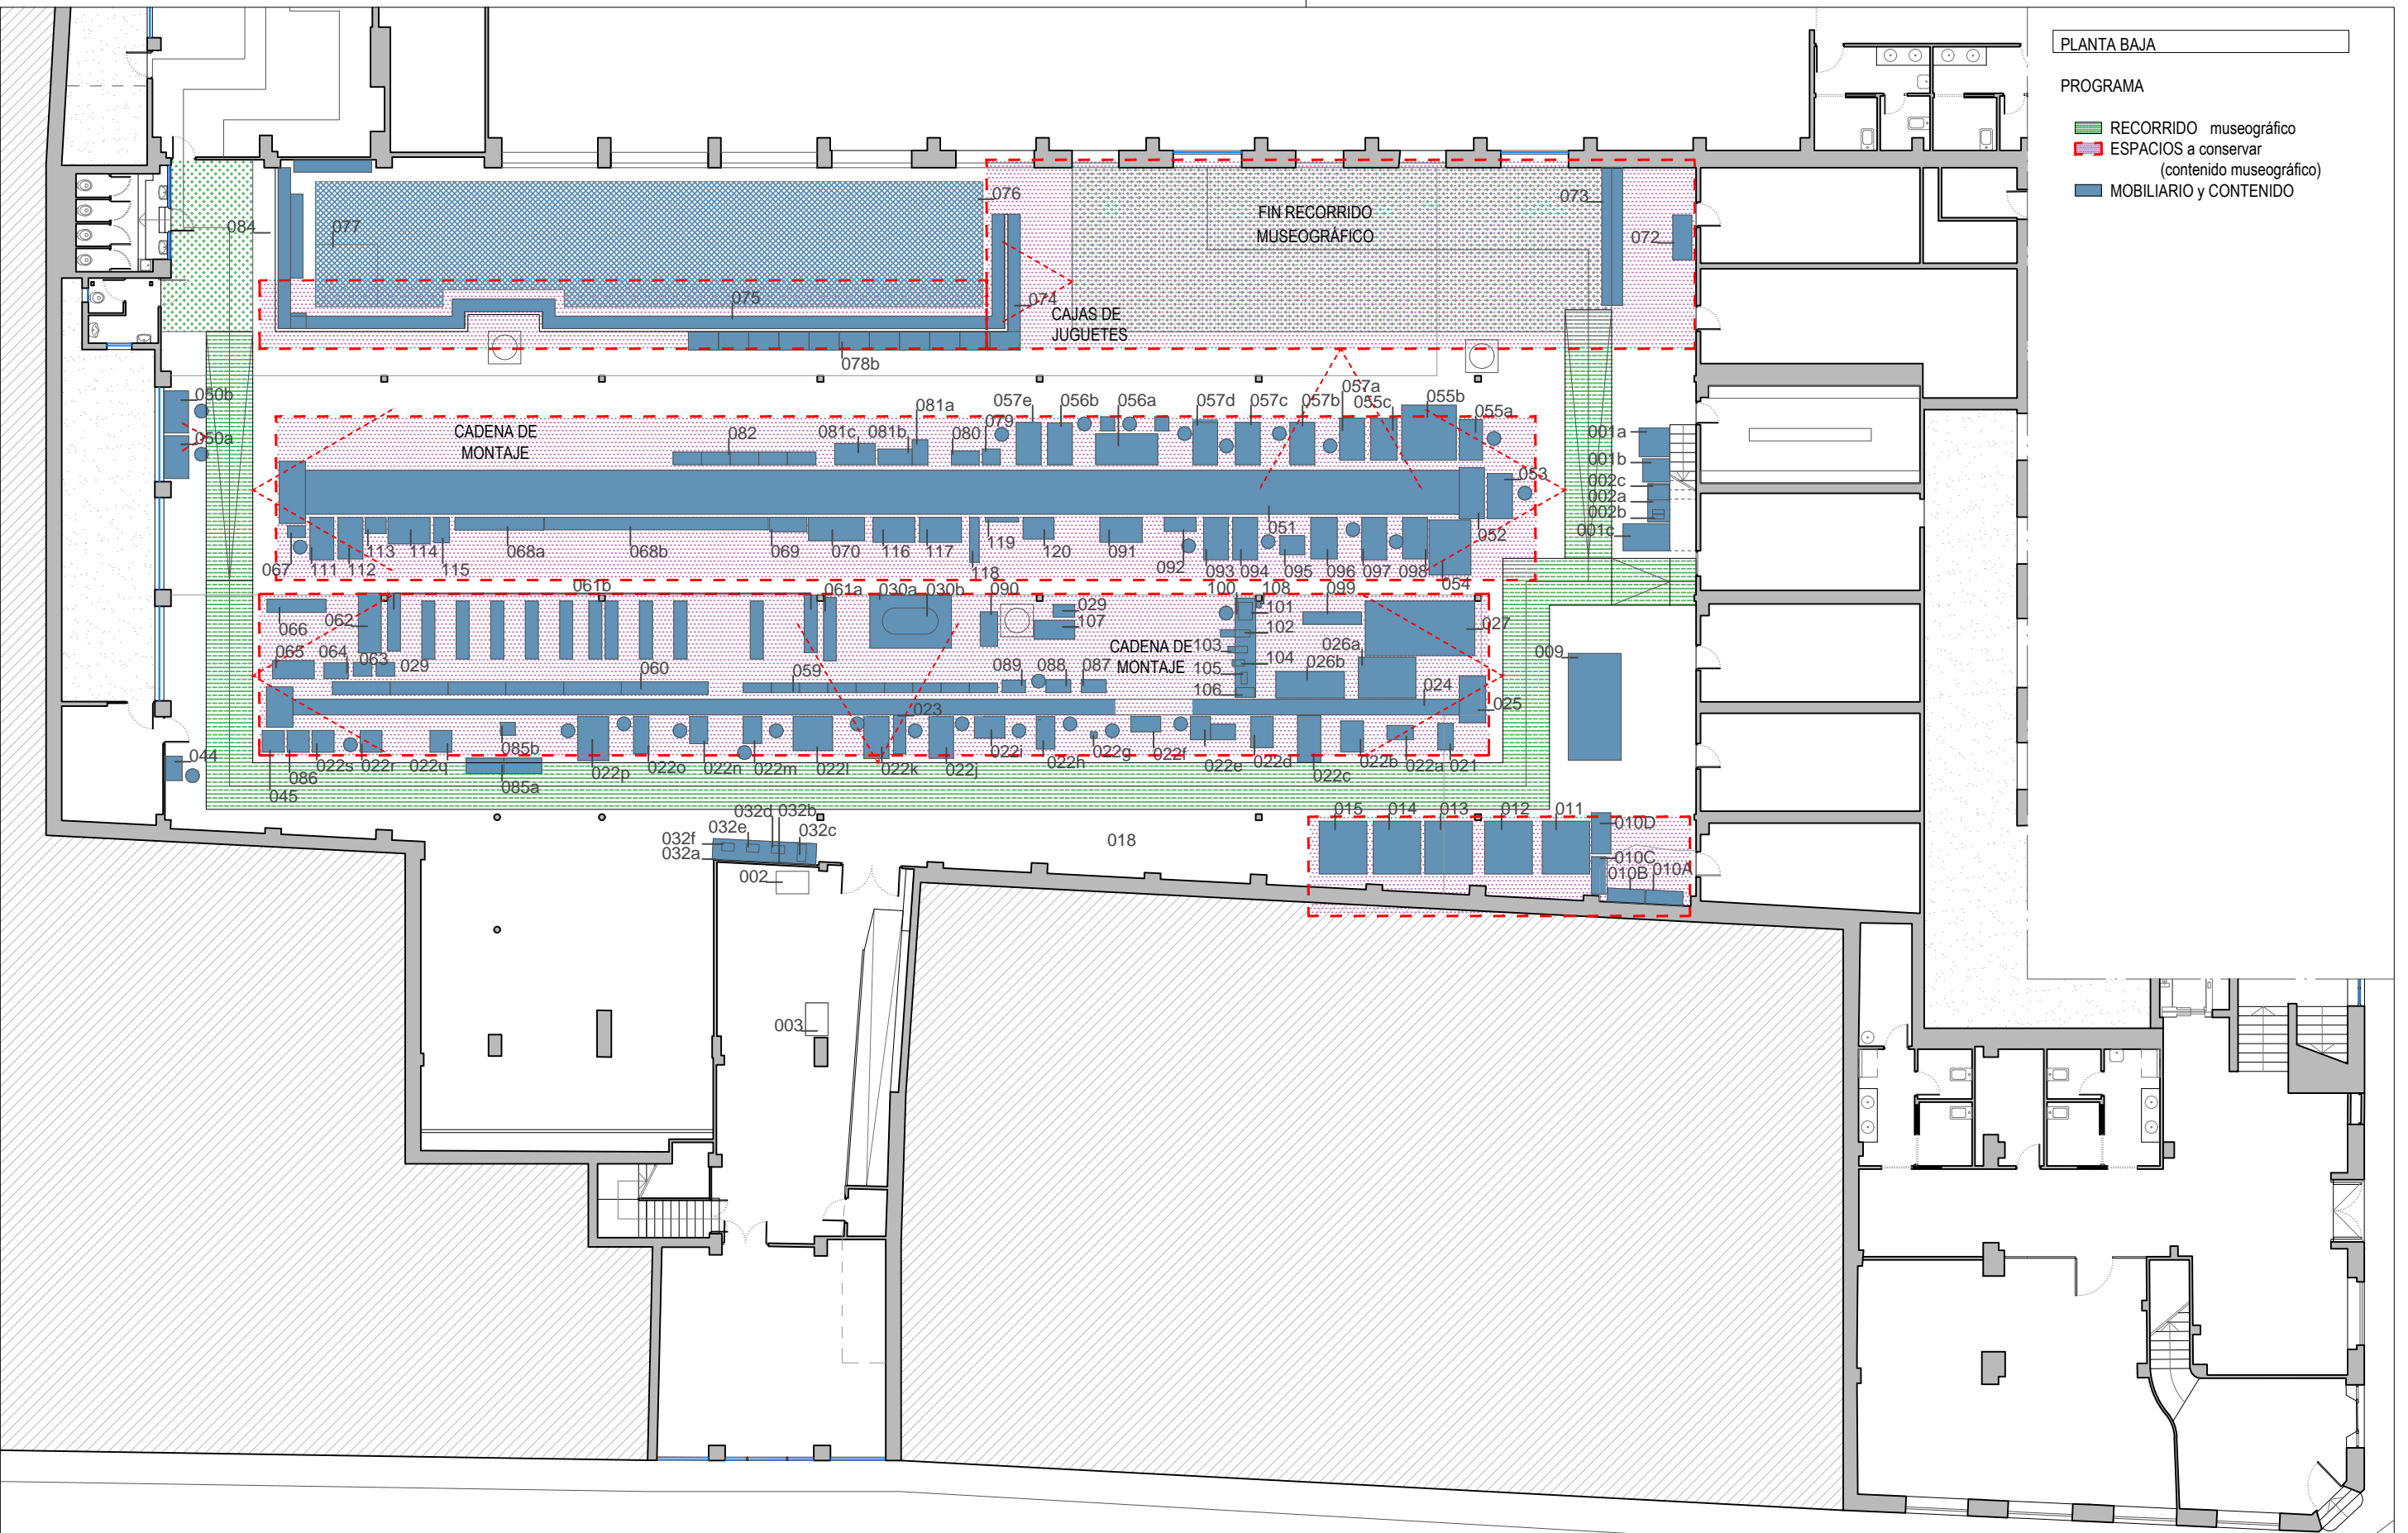 PLANTA BAJA
PROGRAMA
RECORRIDO museográfico
ESPACIOS a conservar
(contenido museográfico)
MOBILIARIO y CONTENIDO
076
073
FIN RECORRIDO
MUSEOGRÁFICO
084
077
072
075
074
CAJAS DE
JUGUETES
078b
050b
057a
057e
056b
056a
057d
057c
057b
055c
055b
055a
081a
079
050a
CADENA DE
MONTAJE
082
081c
081b
080
001a
001b
053
002c
002a
002b
051
052
001c
067
111
112
113
114
115
068a
068b
069
070
116
117
118
119
120
091
092
093
094
095
096
097
098
054
061b
061a
030a
030b
090
100
108
099
029
101
066
062
107
102
027
CADENA DE
MONTAJE
103
026a
009
065
064
063
029
060
059
089
088
087
104
105
026b
106
024
023
025
044
045
086
022s
022r
022q
085b
085a
022p
022o
022n
022m
022l
022k
022j
022i
022h
022g
022f
022e
022d
022c
022b
022a
021
032d
032b
032e
032c
032f
032a
018
015
014
013
012
011
010D
010C
010B
010A
002
003